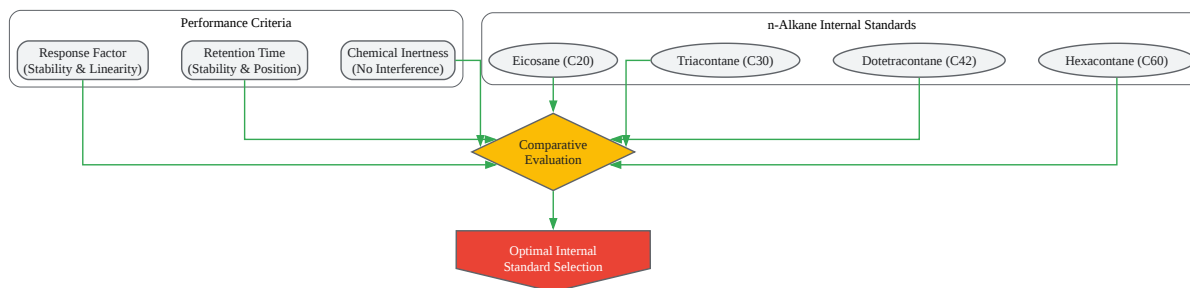 Performance Criteria
Response Factor
(Stability & Linearity)
Retention Time
(Stability & Position)
Chemical Inertness
(No Interference)
n-Alkane Internal Standards
Eicosane (C20)
Triacontane (C30)
Dotetracontane (C42)
Hexacontane (C60)
Comparative
Evaluation
Optimal Internal
Standard Selection